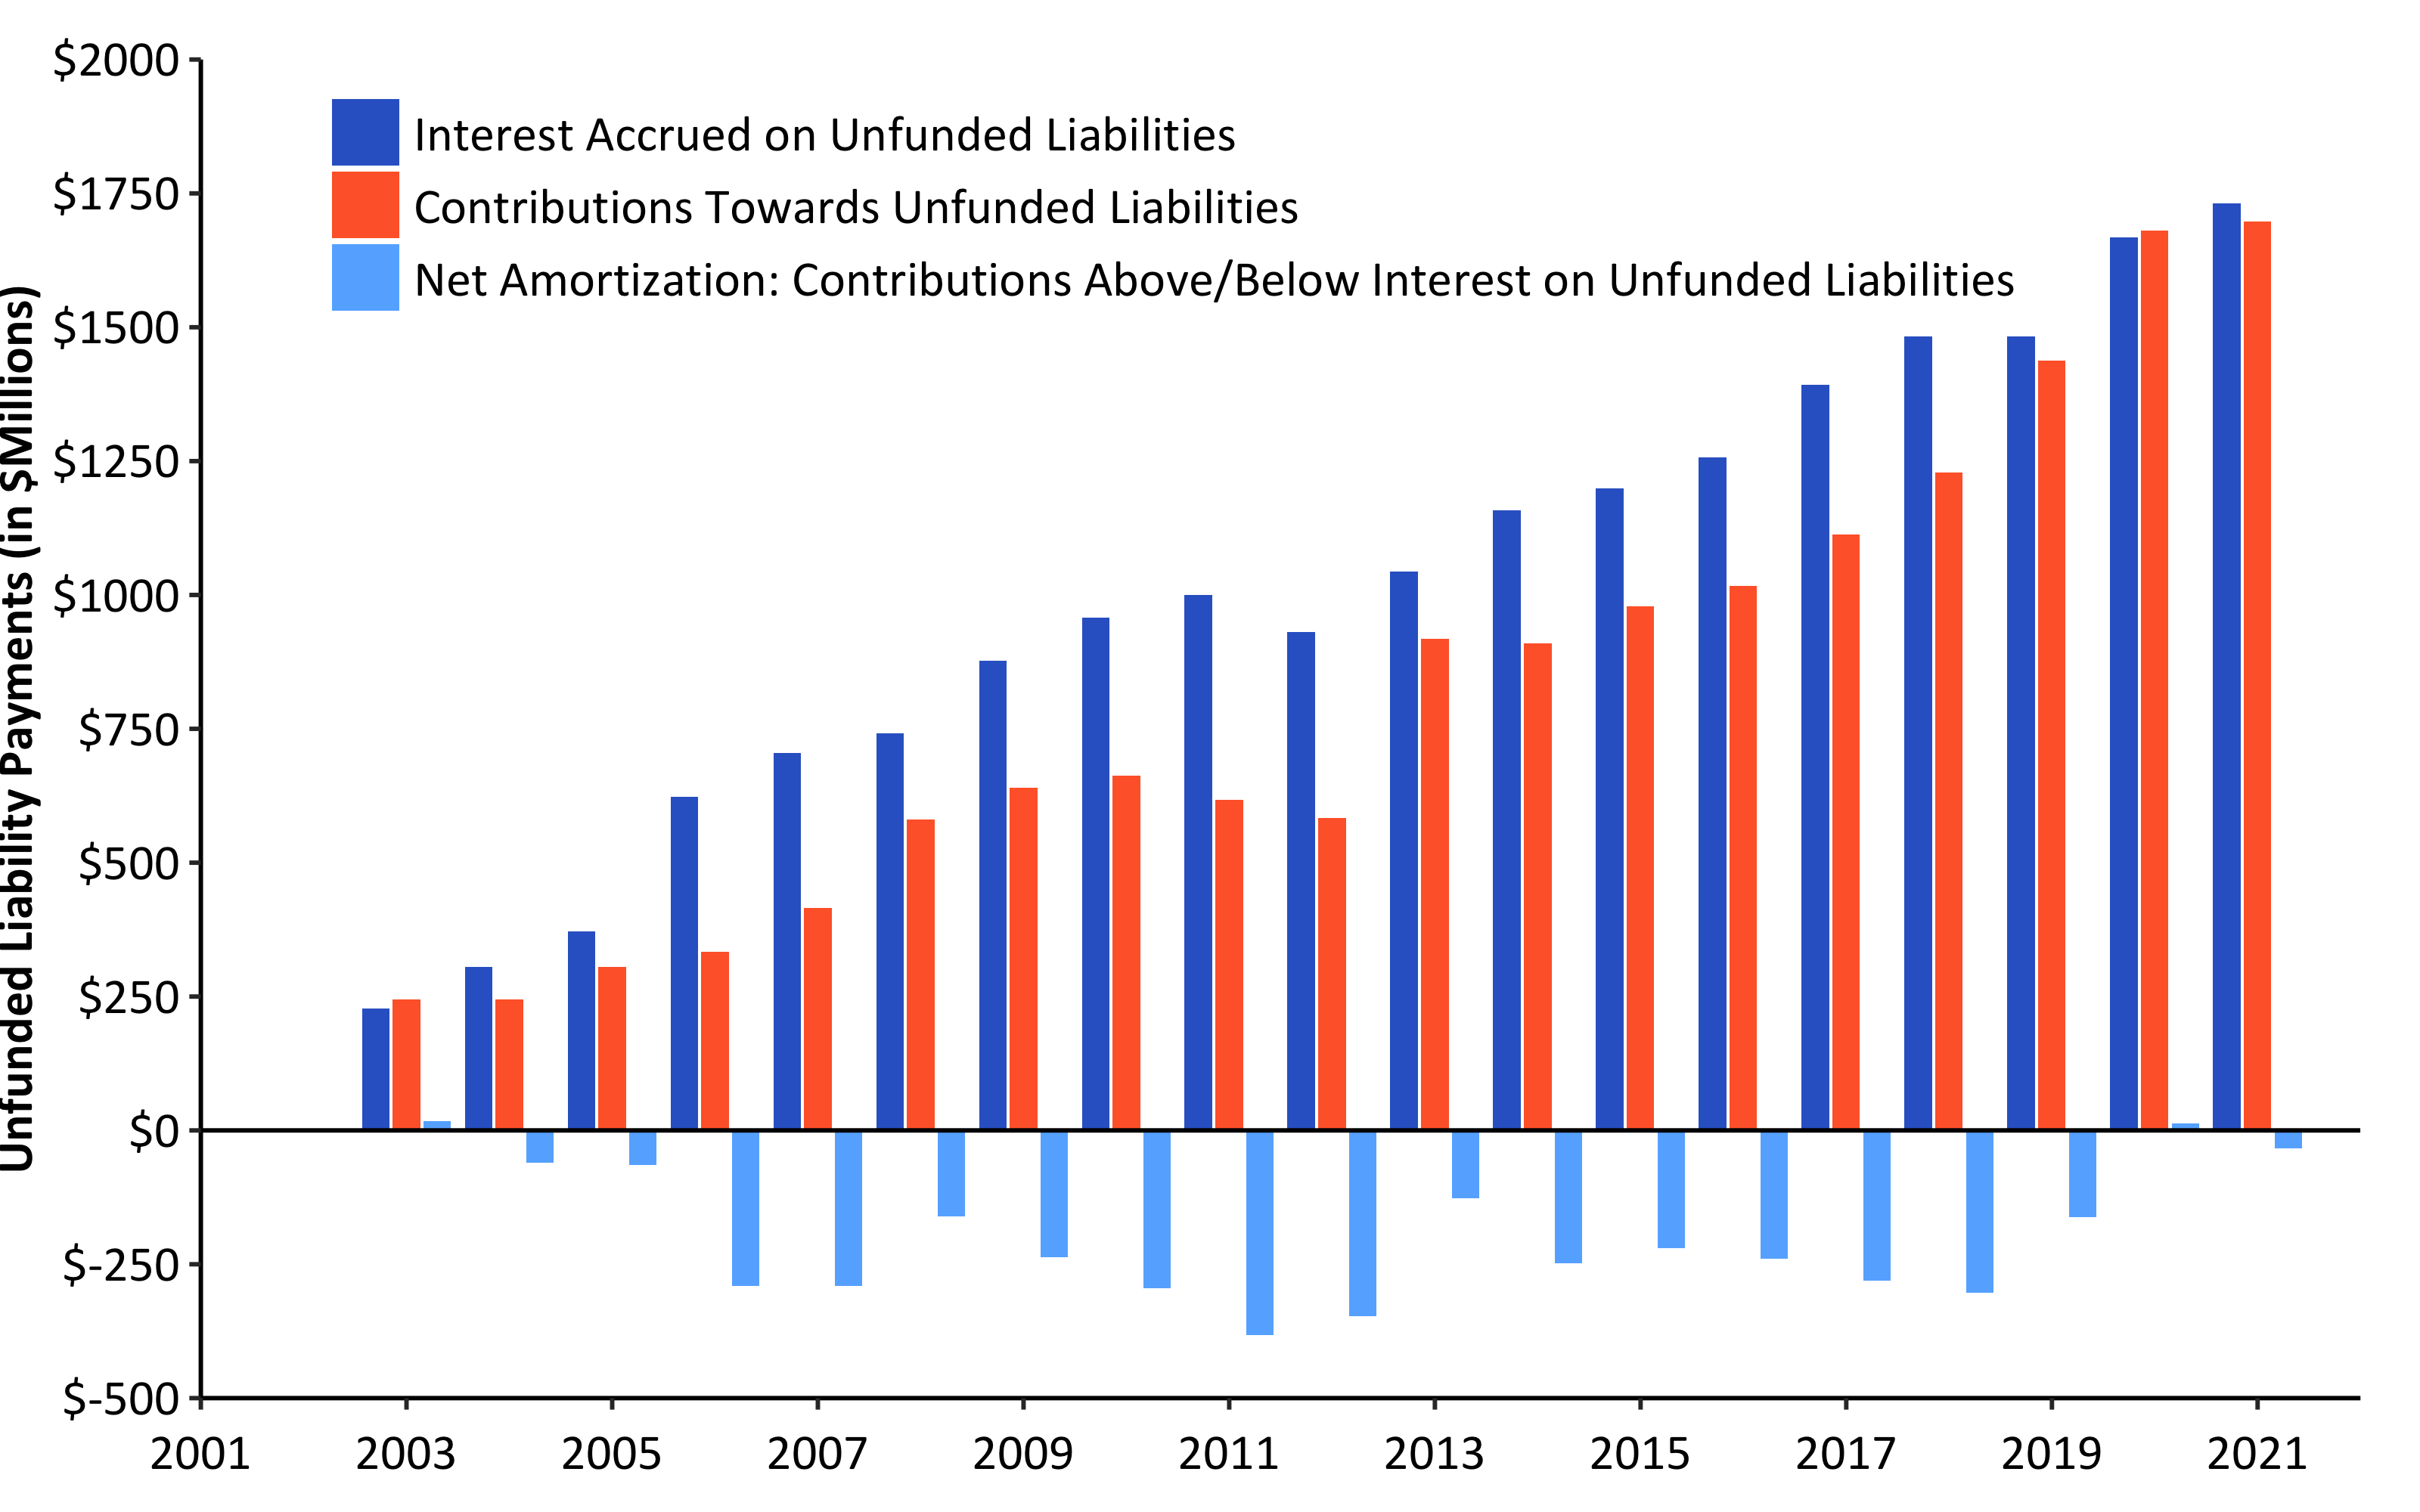 $2000
$1750
$1500
$1250
$1000
$750
$500
$250
$0
$-250
$-500
Unfunded Liability Payments (in $Millions)
Interest Accrued on Unfunded Liabilities
Contributions Towards Unfunded Liabilities
Net Amortization: Contributions Above/Below Interest on Unfunded Liabilities
2001 2003 2005 2007 2009 2011 2013 2015 2017 2019 2021